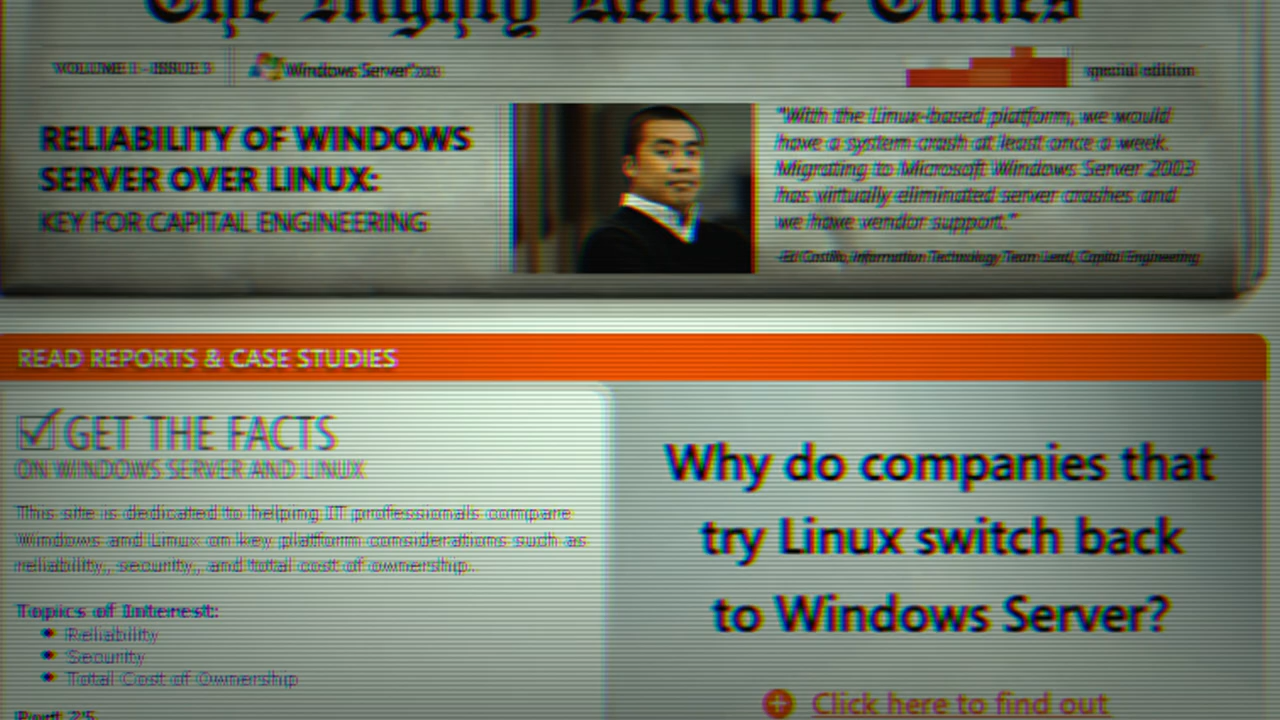 The Highly Reliable Times
VOLUME 1 - ISSUE 3
Windows Server 2003
special edition
RELIABILITY OF WINDOWS
SERVER OVER LINUX:
KEY FOR CAPITAL ENGINEERING
"With the Linux-based platform, we would
have a system crash at least once a week.
Migrating to Microsoft Windows Server 2003
has virtually eliminated server crashes and
we have vendor support."
-Ed Castillo, Information Technology Team Lead, Capital Engineering
READ REPORTS & CASE STUDIES
GET THE FACTS
ON WINDOWS SERVER AND LINUX
This site is dedicated to helping IT professionals compare
Windows and Linux on key platform considerations such as
reliability, security, and total cost of ownership.
Topics of Interest:
• Reliability
• Security
• Total Cost of Ownership
Why do companies that
try Linux switch back
to Windows Server?
Click here to find out